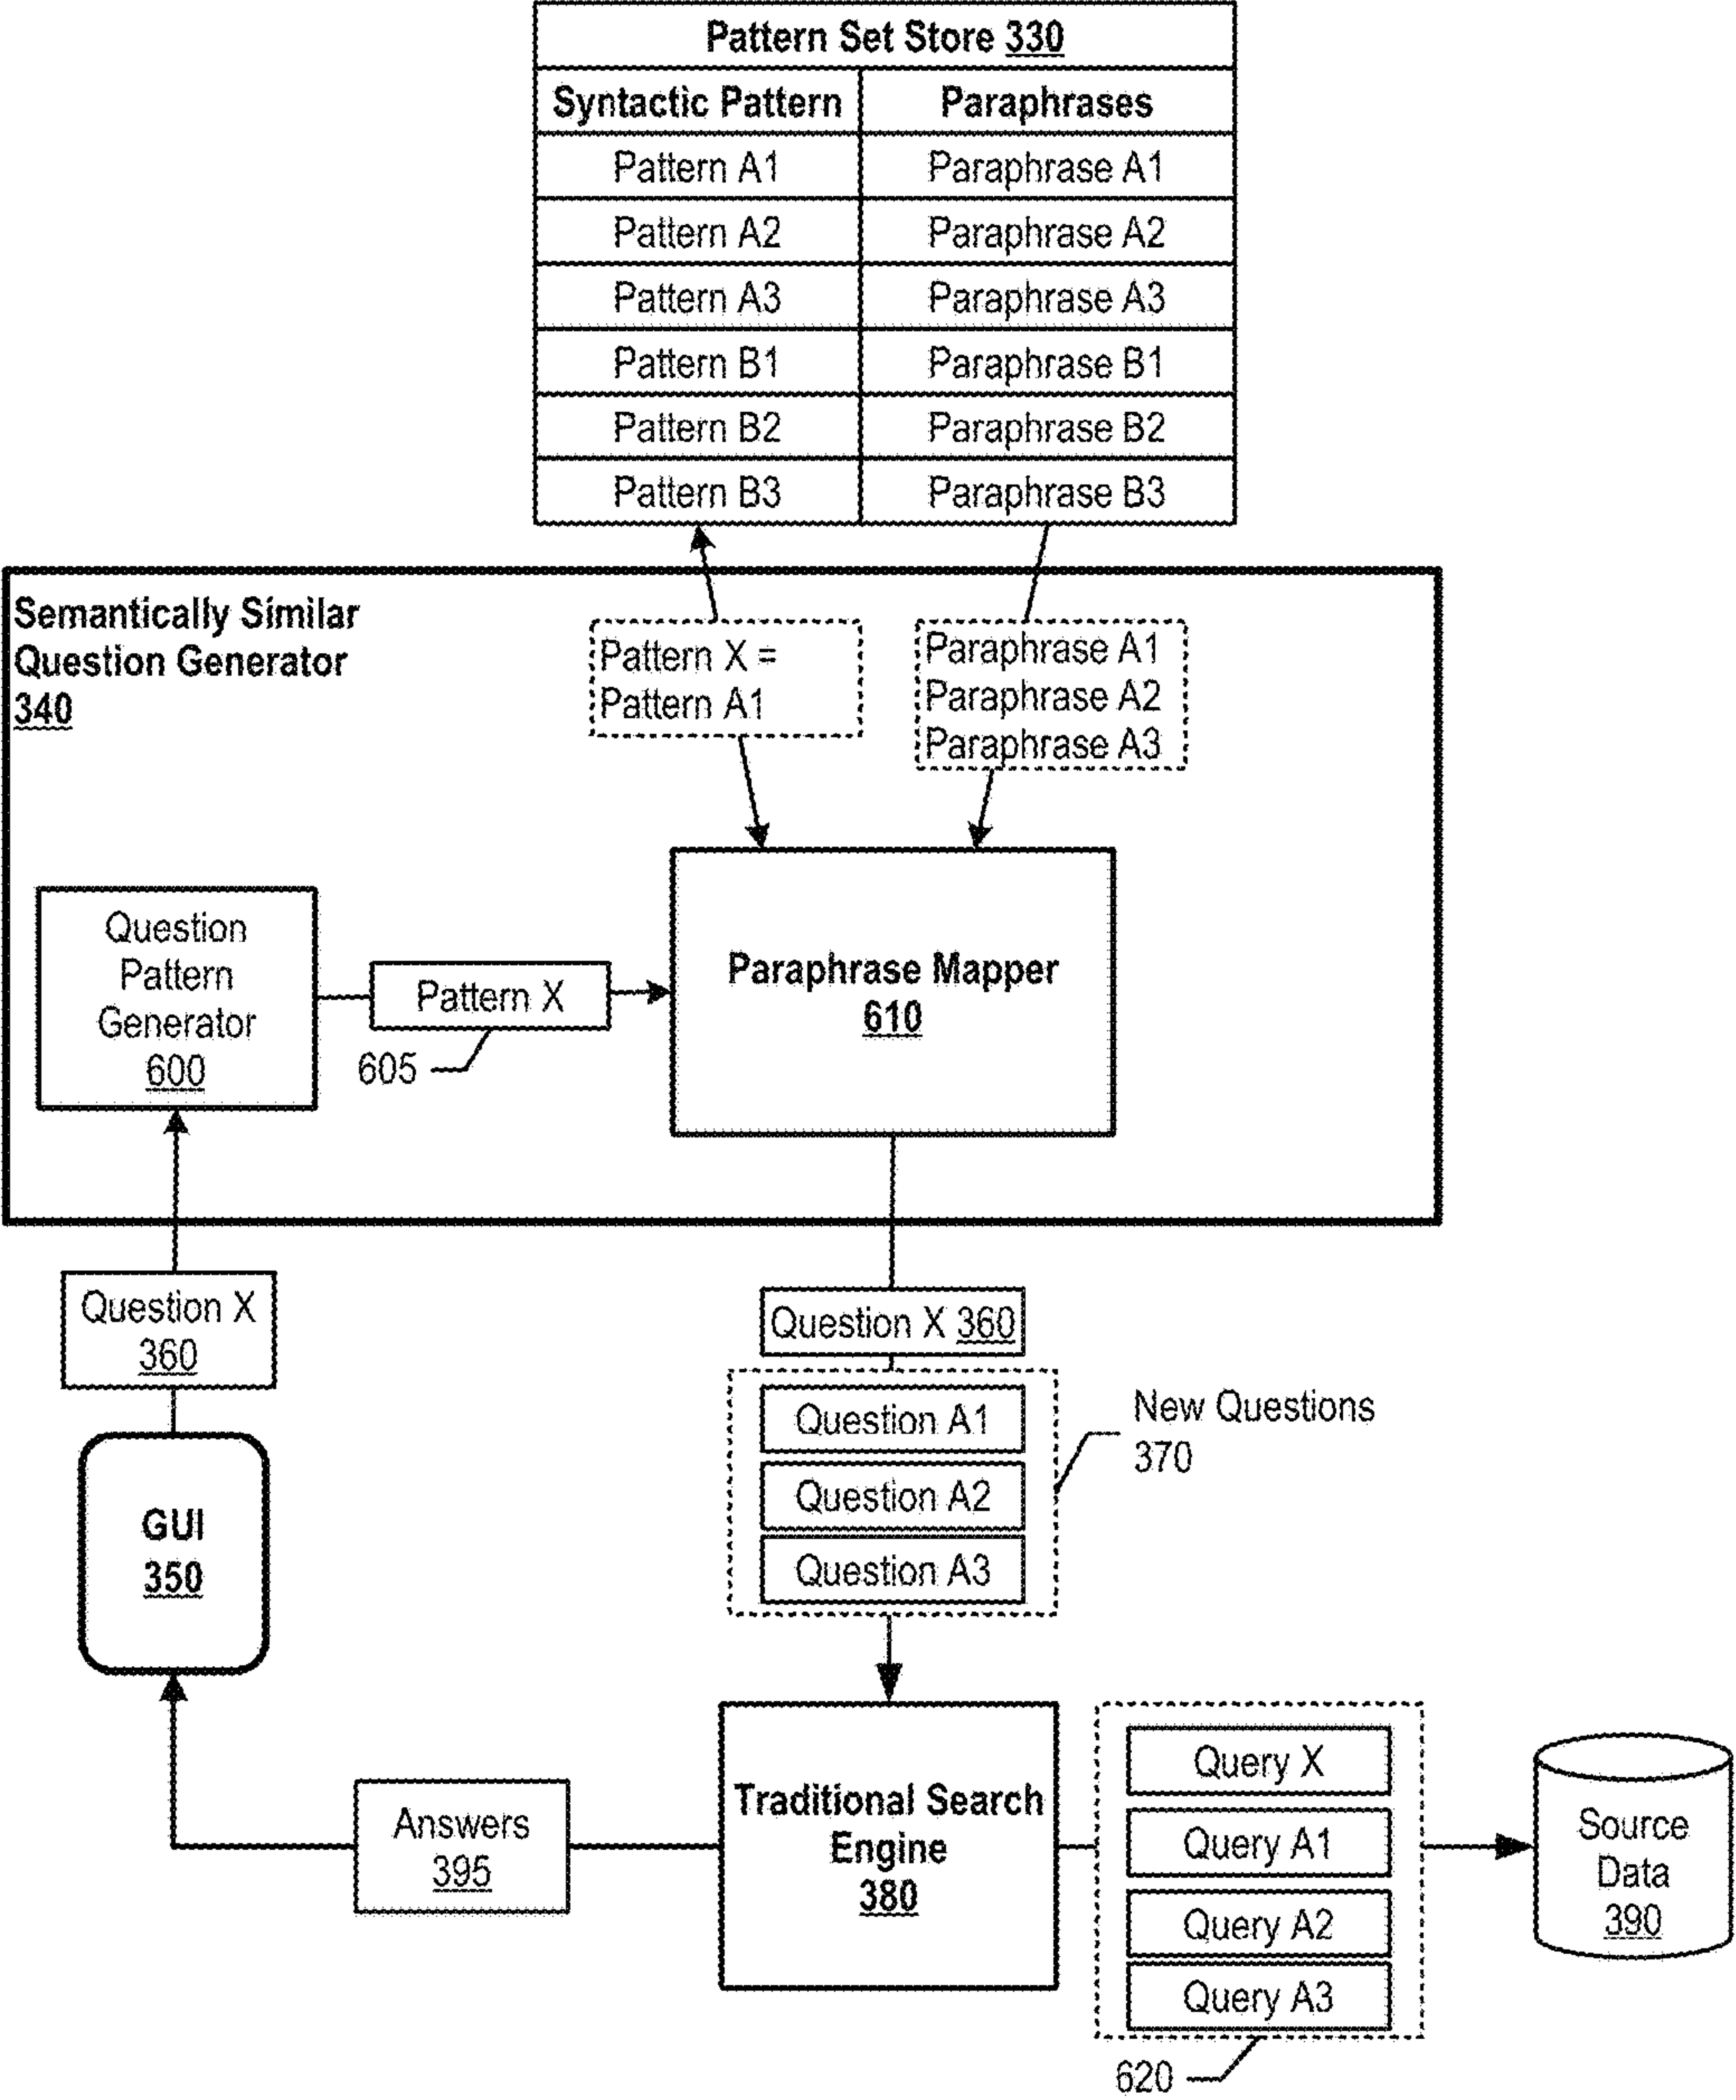 Pattern Set Store 330
Syntactic Pattern Paraphrases
Pattern A1 Paraphrase A1
Pattern A2 Paraphrase A2
Pattern A3 Paraphrase A3
Pattern B1 Paraphrase B1
Pattern B2 Paraphrase B2
Pattern B3 Paraphrase B3
Semantically Similar
Question Generator
340
Pattern X =
Pattern A1
Paraphrase A1
Paraphrase A2
Paraphrase A3
Question
Pattern
Generator
600
Pattern X
605
Paraphrase Mapper
610
Question X
360
Question X 360
Question A1
Question A2
Question A3
New Questions
370
GUI
350
Answers
395
Traditional Search
Engine
380
Query X
Query A1
Query A2
Query A3
620
Source
Data
390